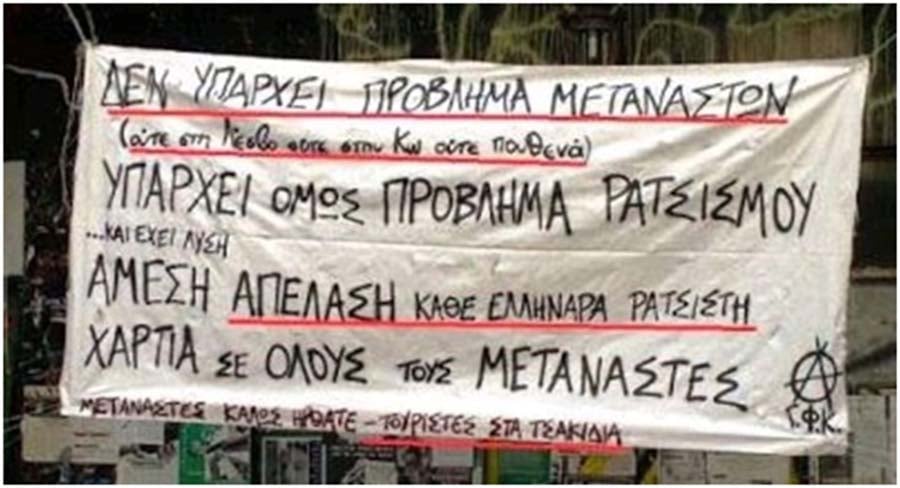 ΔΕΝ ΥΠΑΡΧΕΙ ΠΡΟΒΛΗΜΑ ΜΕΤΑΝΑΣΤΩΝ
(ούτε στη Λέσβο ούτε στην Κω ούτε πουθενά)
ΥΠΑΡΧΕΙ ΟΜΩΣ ΠΡΟΒΛΗΜΑ ΡΑΤΣΙΣΜΟΥ
...ΚΑΙ ΕΧΕΙ ΛΥΣΗ
ΑΜΕΣΗ ΑΠΕΛΑΣΗ ΚΑΘΕ ΕΛΛΗΝΑΡΑ ΡΑΤΣΙΣΤΗ
ΧΑΡΤΙΑ ΣΕ ΟΛΟΥΣ ΤΟΥΣ ΜΕΤΑΝΑΣΤΕΣ
Γ.Φ.Κ.
ΜΕΤΑΝΑΣΤΕΣ ΚΑΛΩΣ ΗΡΘΑΤΕ - ΤΟΥΡΙΣΤΕΣ ΣΤΑ ΤΣΑΚΙΔΙΑ